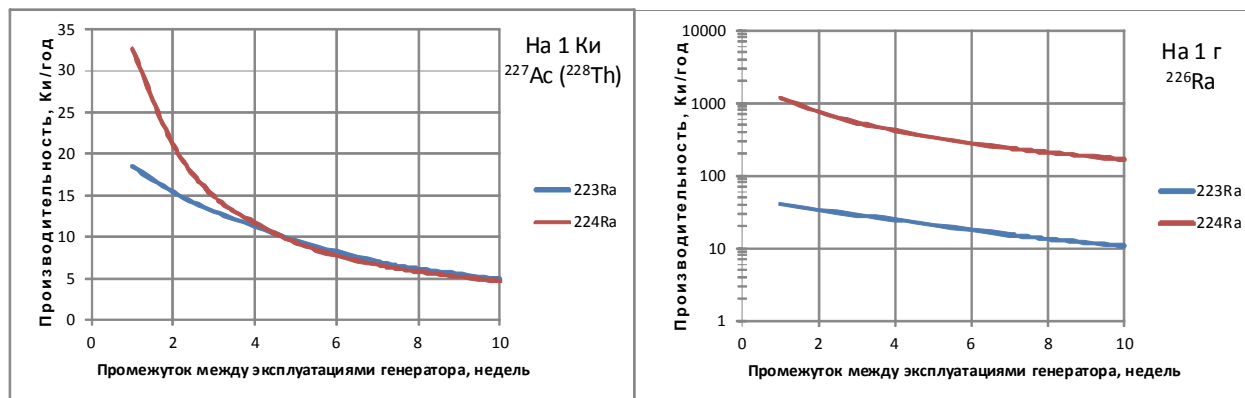 Производительность, Ки/год
35
30
25
20
15
10
5
0
0 2 4 6 8 10
Промежуток между эксплуатациями генератора, недель
На 1 Ки
²²⁷Ac (²²⁸Th)
223Ra
224Ra
Производительность, Ки/год
10000
1000
100
10
1
0 2 4 6 8 10
Промежуток между эксплуатациями генератора, недель
На 1 г
²²⁶Ra
223Ra
224Ra